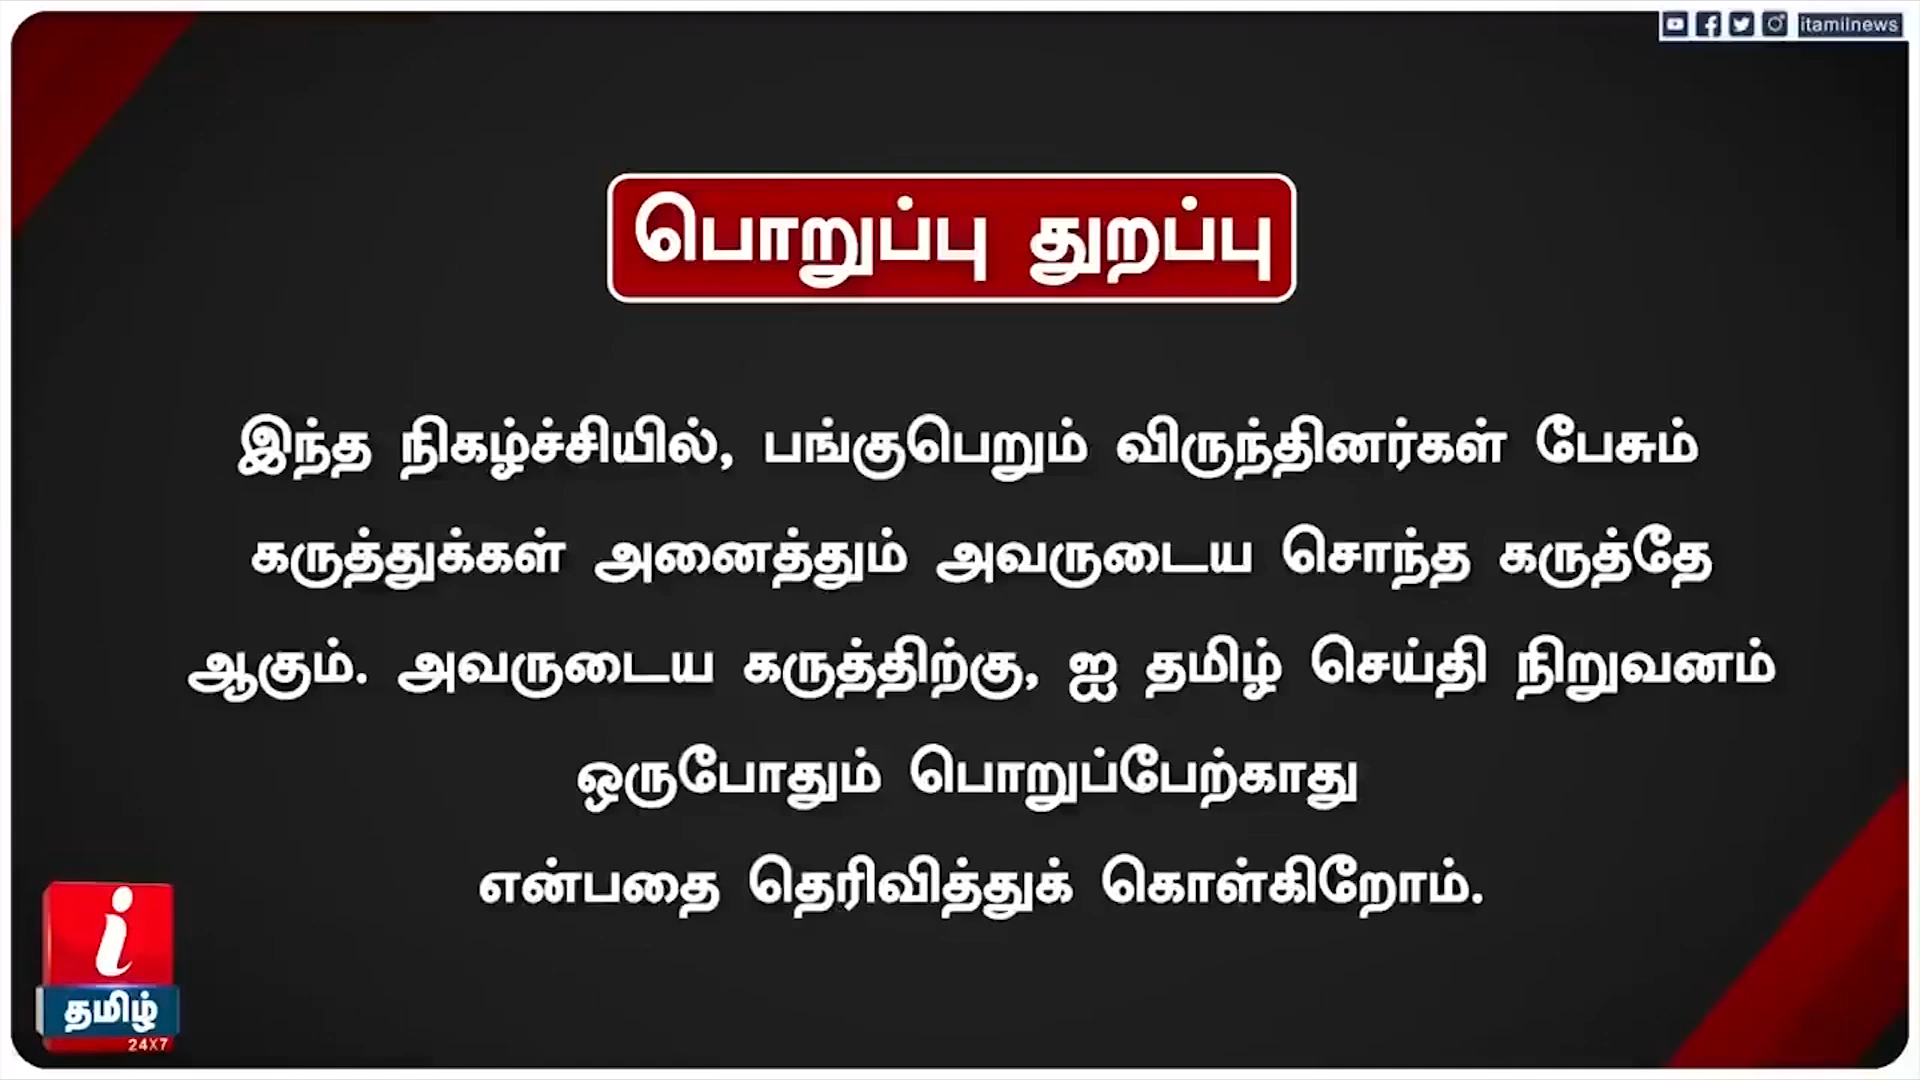 itamilnews
பொறுப்பு துறப்பு
இந்த நிகழ்ச்சியில், பங்குபெறும் விருந்தினர்கள் பேசும்
கருத்துக்கள் அனைத்தும் அவருடைய சொந்த கருத்தே
ஆகும். அவருடைய கருத்திற்கு, ஐ தமிழ் செய்தி நிறுவனம்
ஒருபோதும் பொறுப்பேற்காது
என்பதை தெரிவித்துக் கொள்கிறோம்.
i
தமிழ்
24X7